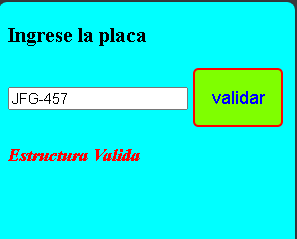 Ingrese la placa
JFG-457
validar
Estructura Valida